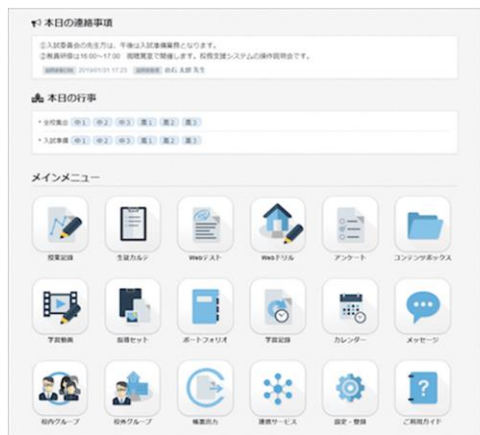 本日の連絡事項
①入試委員会の先生方は、午後は入試準備業務となります。
②教員研修は16:00~17:00 視聴覚室で開催します。校務支援システムの操作説明会です。
2019/01/01 17:23
本日の行事
・全校集会 中1 中2 中3 高1 高2 高3
・入試準備 中1 中2 中3 高1 高2 高3
メインメニュー
授業記録 生徒カルテ Webテスト Webドリル アンケート コンテンツボックス
学習動画 指導セット ポートフォリオ 学習記録 カレンダー メッセージ
校内グループ 校外グループ 帳票出力 連携サービス 設定・登録 ご利用ガイド